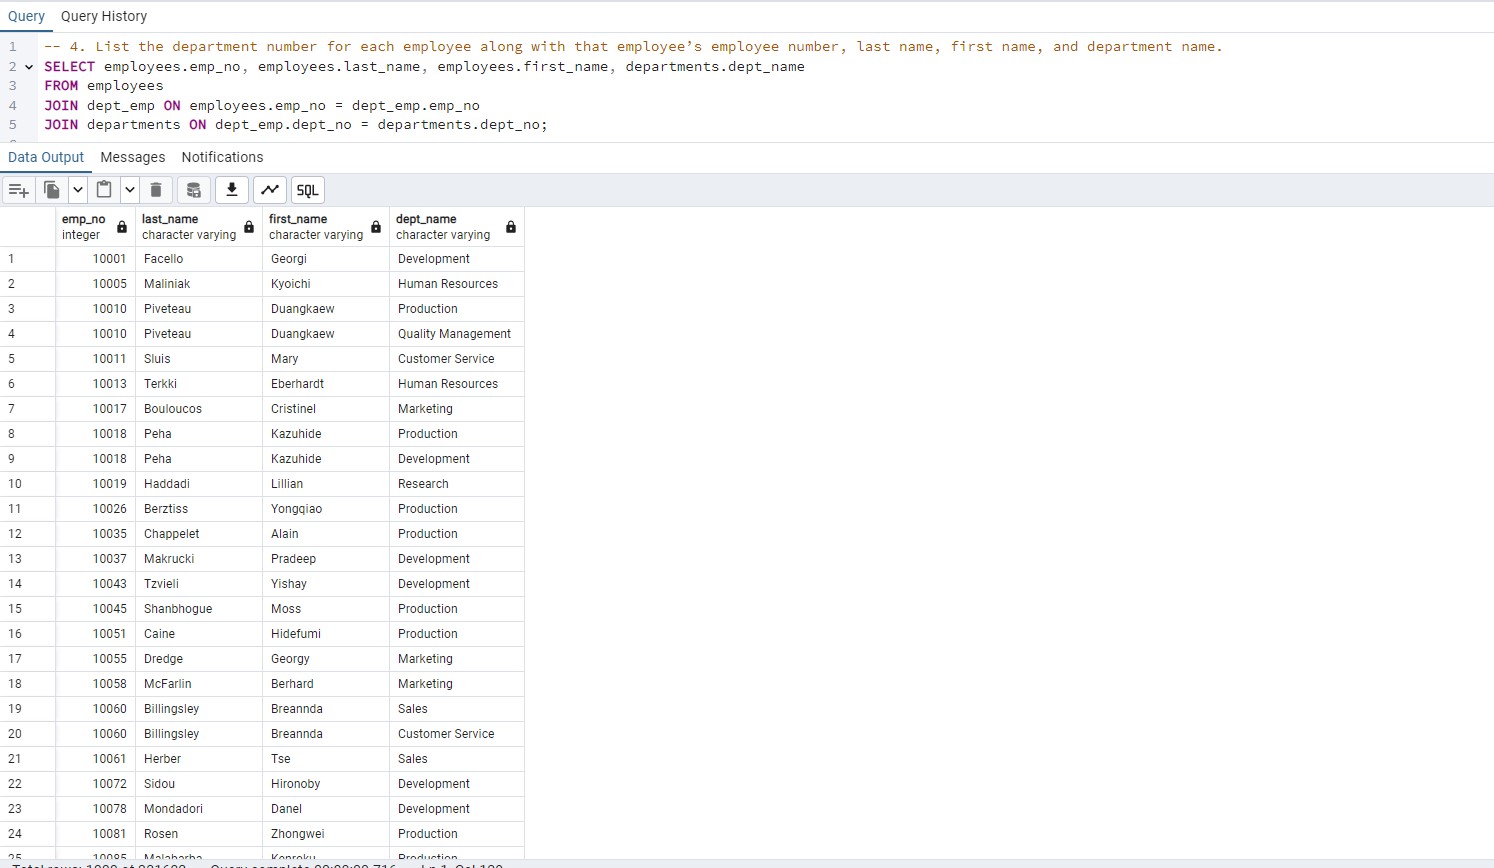 Query Query History
1 -- 4. List the department number for each employee along with that employee’s employee number, last name, first name, and department name.
2 SELECT employees.emp_no, employees.last_name, employees.first_name, departments.dept_name
3 FROM employees
4 JOIN dept_emp ON employees.emp_no = dept_emp.emp_no
5 JOIN departments ON dept_emp.dept_no = departments.dept_no;
Data Output Messages Notifications
SQL
emp_no last_name first_name dept_name
integer character varying character varying character varying
1 10001 Facello Georgi Development
2 10005 Maliniak Kyoichi Human Resources
3 10010 Piveteau Duangkaew Production
4 10010 Piveteau Duangkaew Quality Management
5 10011 Sluis Mary Customer Service
6 10013 Terkki Eberhardt Human Resources
7 10017 Bouloucos Cristinel Marketing
8 10018 Peha Kazuhide Production
9 10018 Peha Kazuhide Development
10 10019 Haddadi Lillian Research
11 10026 Berztiss Yongqiao Production
12 10035 Chappelet Alain Production
13 10037 Makrucki Pradeep Development
14 10043 Tzvieli Yishay Development
15 10045 Shanbhogue Moss Production
16 10051 Caine Hidefumi Production
17 10055 Dredge Georgy Marketing
18 10058 McFarlin Berhard Marketing
19 10060 Billingsley Breannda Sales
20 10060 Billingsley Breannda Customer Service
21 10061 Herber Tse Sales
22 10072 Sidou Hironoby Development
23 10078 Mondadori Danel Development
24 10081 Rosen Zhongwei Production
25 10085 Malabarba Kenroku Production